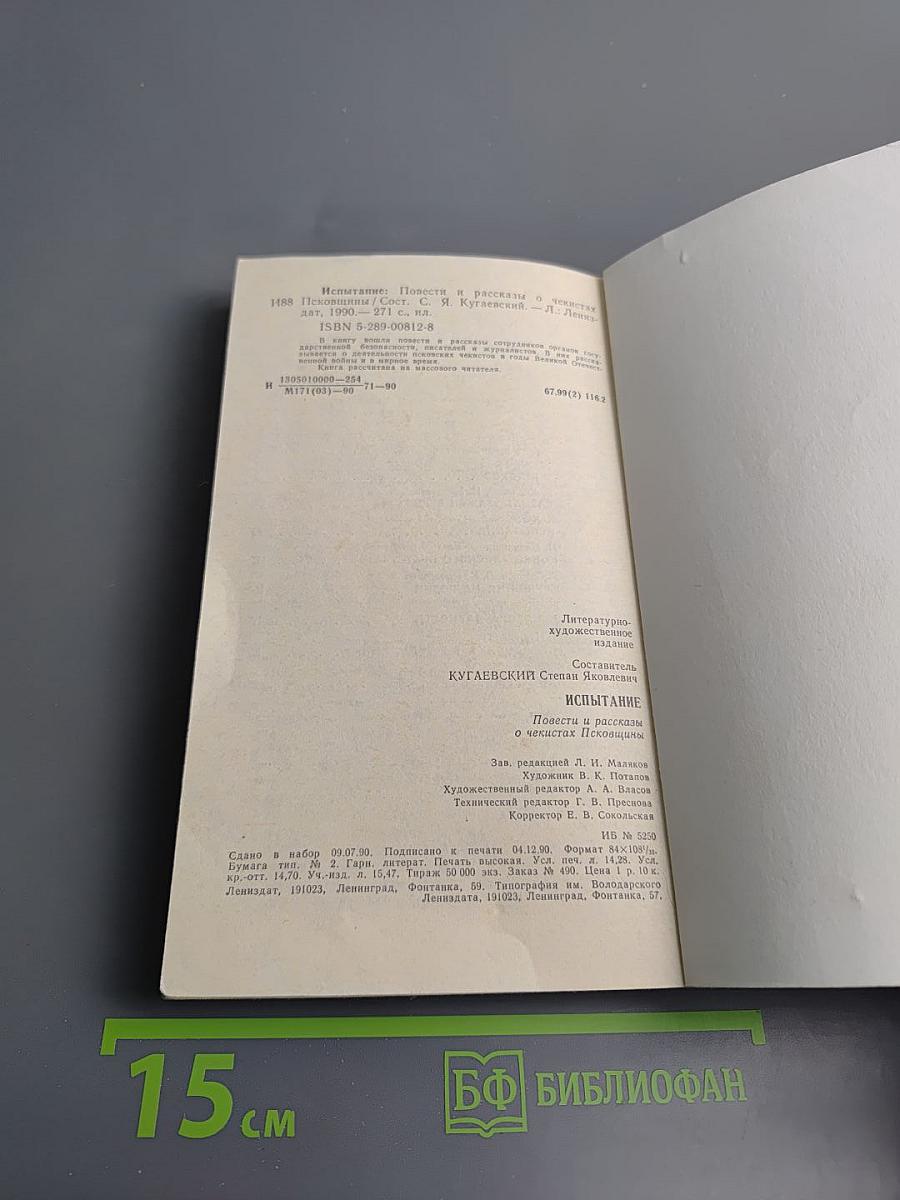 Испытание: Повести и рассказы о чекистах
И88 Псковщины / Сост. С. Я. Кугаевский. — Л.: Лениз-
дат, 1990.— 271 с., ил.
ISBN 5-289-00812-8
В книгу вошли повести и рассказы сотрудников органов госу-
дарственной безопасности, писателей и журналистов. В них расска-
зывается о деятельности псковских чекистов в годы Великой Отечест-
венной войны и в мирное время.
Книга рассчитана на массового читателя.
И 1305010000—254
М171(03)—90 71—90
67.99(2) 116.2
Литературно-
художественное
издание
Составитель
КУГАЕВСКИЙ Степан Яковлевич
ИСПЫТАНИЕ
Повести и рассказы
о чекистах Псковщины
Зав. редакцией Л. И. Маляков
Художник В. К. Потапов
Художественный редактор А. А. Власов
Технический редактор Г. В. Преснова
Корректор Е. В. Сокольская
ИБ № 5250
Сдано в набор 09.07.90. Подписано к печати 04.12.90. Формат 84×108¹/₃₂.
Бумага тип. № 2. Гарн. литерат. Печать высокая. Усл. печ. л. 14,28. Усл.
кр.-отт. 14,70. Уч.-изд. л. 15,47. Тираж 50 000 экз. Заказ № 490. Цена 1 р. 10 к.
Лениздат, 191023, Ленинград, Фонтанка, 59. Типография им. Володарского
Лениздата, 191023, Ленинград, Фонтанка, 57.
15 см
БФ БИБЛИОФАН